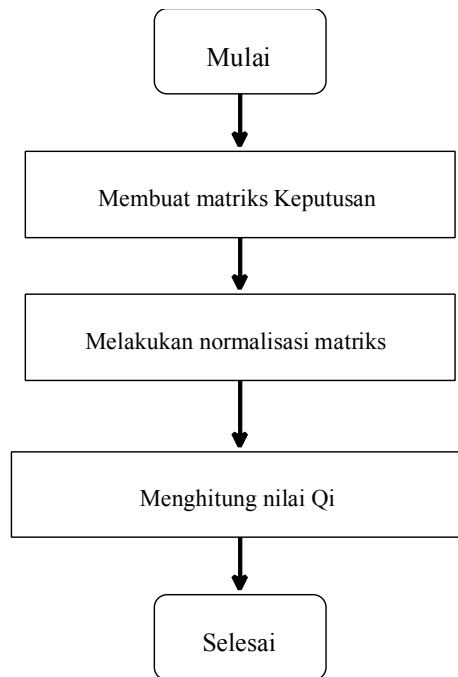 Mulai
Membuat matriks Keputusan
Melakukan normalisasi matriks
Menghitung nilai Qi
Selesai